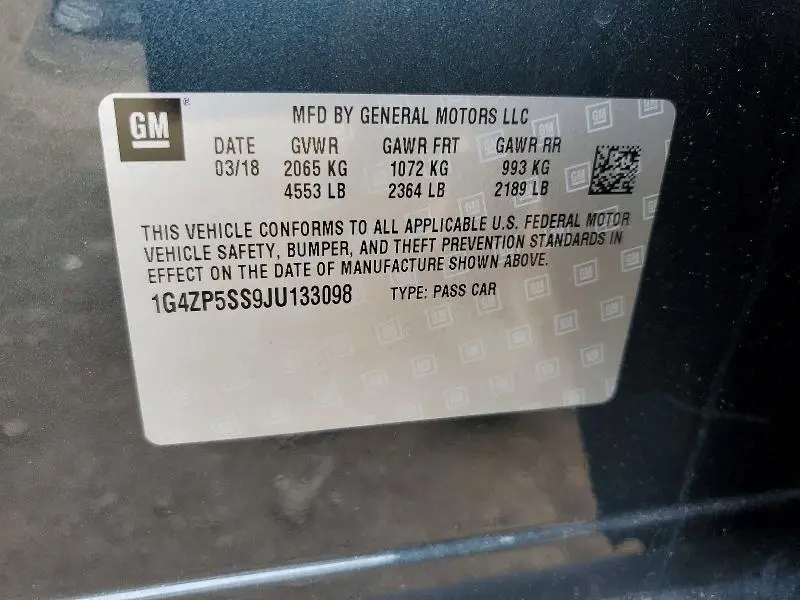 GM®
MFD BY GENERAL MOTORS LLC
DATE GVWR GAWR FRT GAWR RR
03/18 2065 KG 1072 KG 993 KG
4553 LB 2364 LB 2189 LB
THIS VEHICLE CONFORMS TO ALL APPLICABLE U.S. FEDERAL MOTOR
VEHICLE SAFETY, BUMPER, AND THEFT PREVENTION STANDARDS IN
EFFECT ON THE DATE OF MANUFACTURE SHOWN ABOVE.
1G4ZP5SS9JU133098 TYPE: PASS CAR